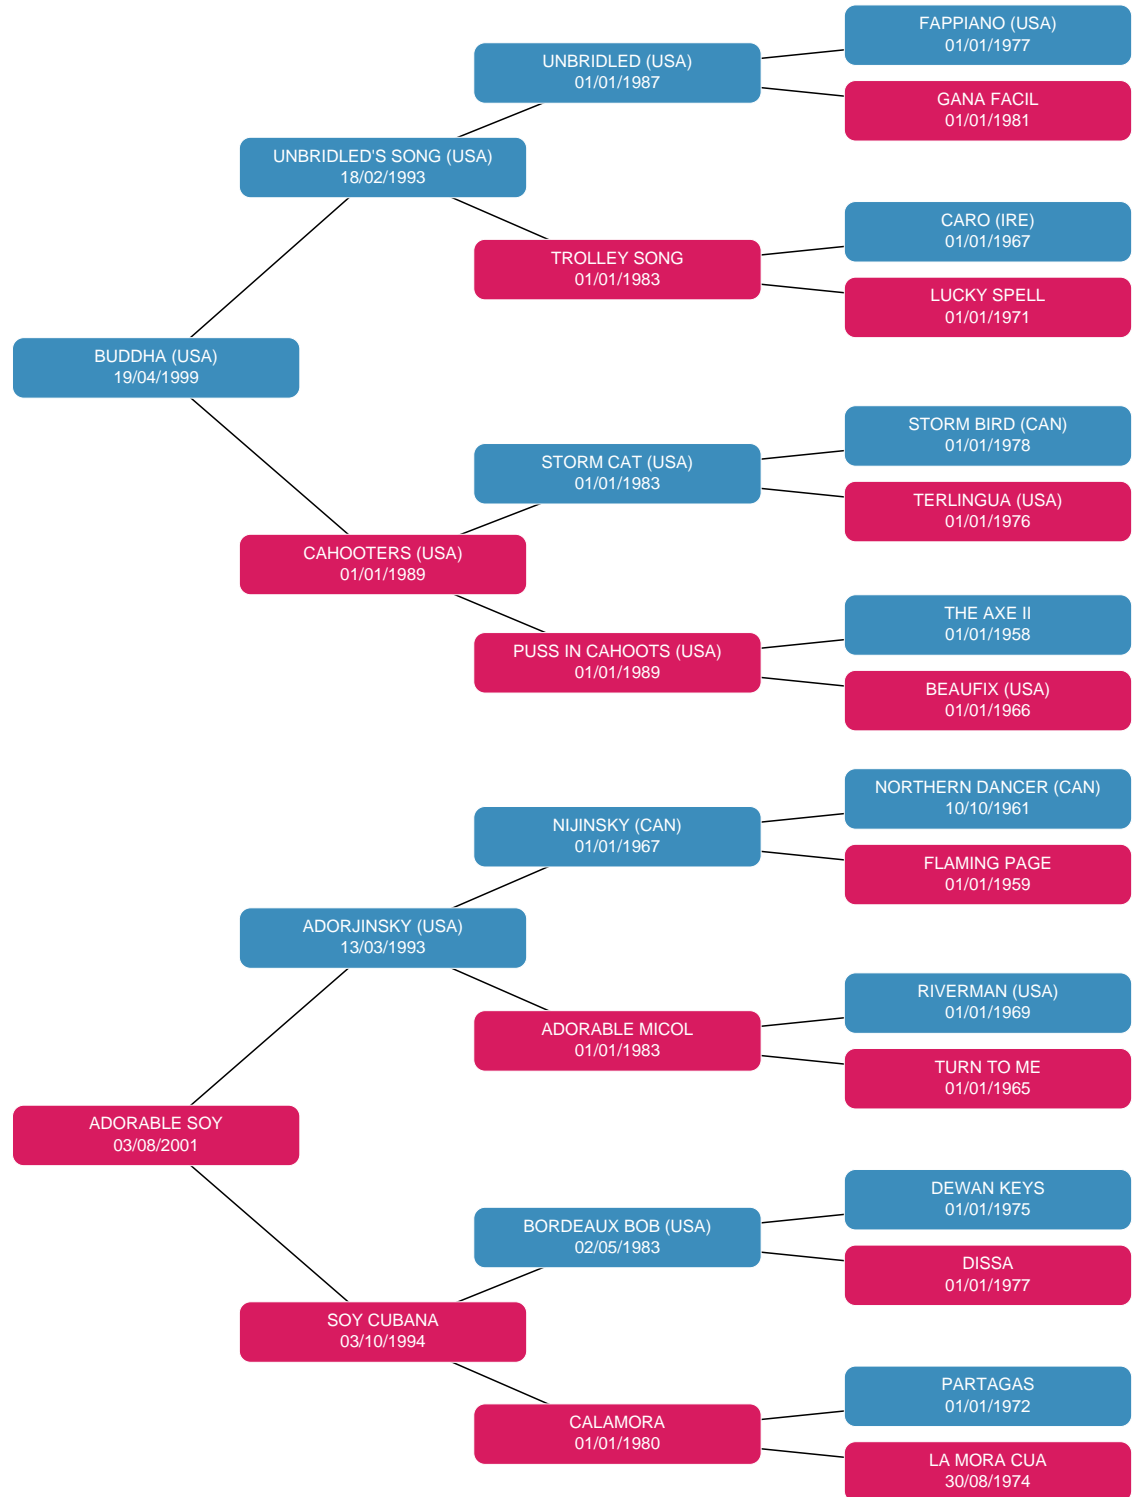 FAPPIANO (USA)
01/01/1977
UNBRIDLED (USA)
01/01/1987
GANA FACIL
01/01/1981
UNBRIDLED'S SONG (USA)
18/02/1993
CARO (IRE)
01/01/1967
TROLLEY SONG
01/01/1983
LUCKY SPELL
01/01/1971
BUDDHA (USA)
19/04/1999
STORM BIRD (CAN)
01/01/1978
STORM CAT (USA)
01/01/1983
TERLINGUA (USA)
01/01/1976
CAHOOTERS (USA)
01/01/1989
THE AXE II
01/01/1958
PUSS IN CAHOOTS (USA)
01/01/1989
BEAUFIX (USA)
01/01/1966
NORTHERN DANCER (CAN)
10/10/1961
NIJINSKY (CAN)
01/01/1967
FLAMING PAGE
01/01/1959
ADORJINSKY (USA)
13/03/1993
RIVERMAN (USA)
01/01/1969
ADORABLE MICOL
01/01/1983
TURN TO ME
01/01/1965
ADORABLE SOY
03/08/2001
DEWAN KEYS
01/01/1975
BORDEAUX BOB (USA)
02/05/1983
DISSA
01/01/1977
SOY CUBANA
03/10/1994
PARTAGAS
01/01/1972
CALAMORA
01/01/1980
LA MORA CUA
30/08/1974